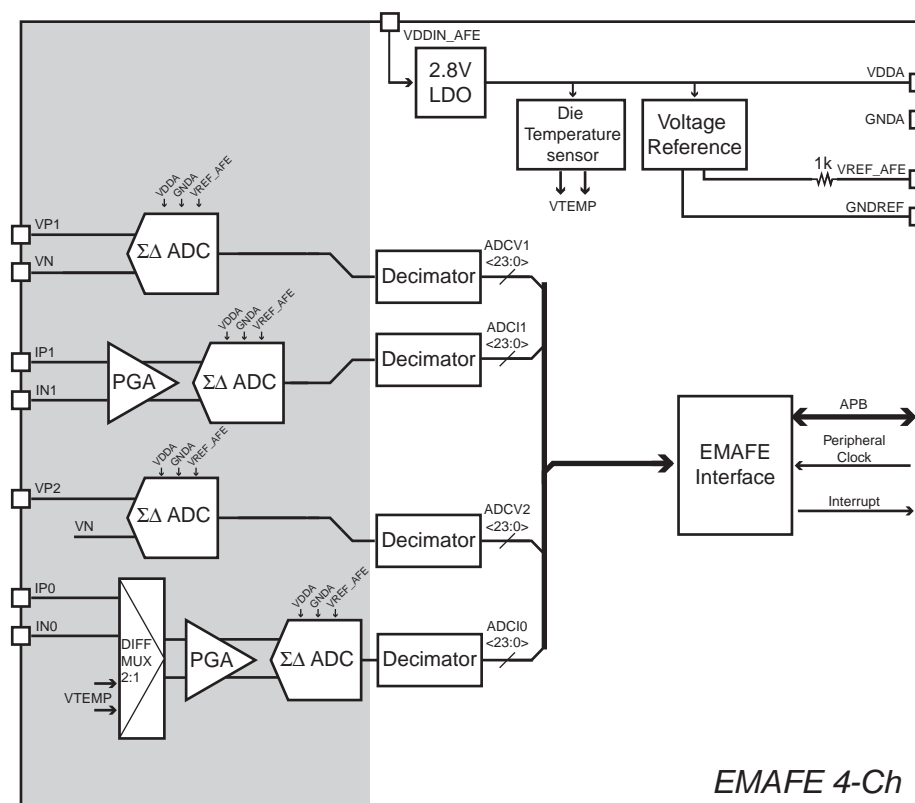 VDDIN_AFE
2.8V
LDO
VDDA
GNDA
Die
Temperature
sensor
VTEMP
Voltage
Reference
1k
VREF_AFE
GNDREF
VDDA
GNDA
VREF_AFE
VP1
VN
ΣΔ ADC
Decimator
ADCV1
<23:0>
VDDA
GNDA
VREF_AFE
IP1
IN1
PGA
ΣΔ ADC
Decimator
ADCI1
<23:0>
EMAFE
Interface
APB
Peripheral
Clock
Interrupt
VDDA
GNDA
VREF_AFE
VP2
VN
ΣΔ ADC
Decimator
ADCV2
<23:0>
VDDA
GNDA
VREF_AFE
IP0
IN0
DIFF
MUX
2:1
VTEMP
PGA
ΣΔ ADC
Decimator
ADCI0
<23:0>
EMAFE 4-Ch